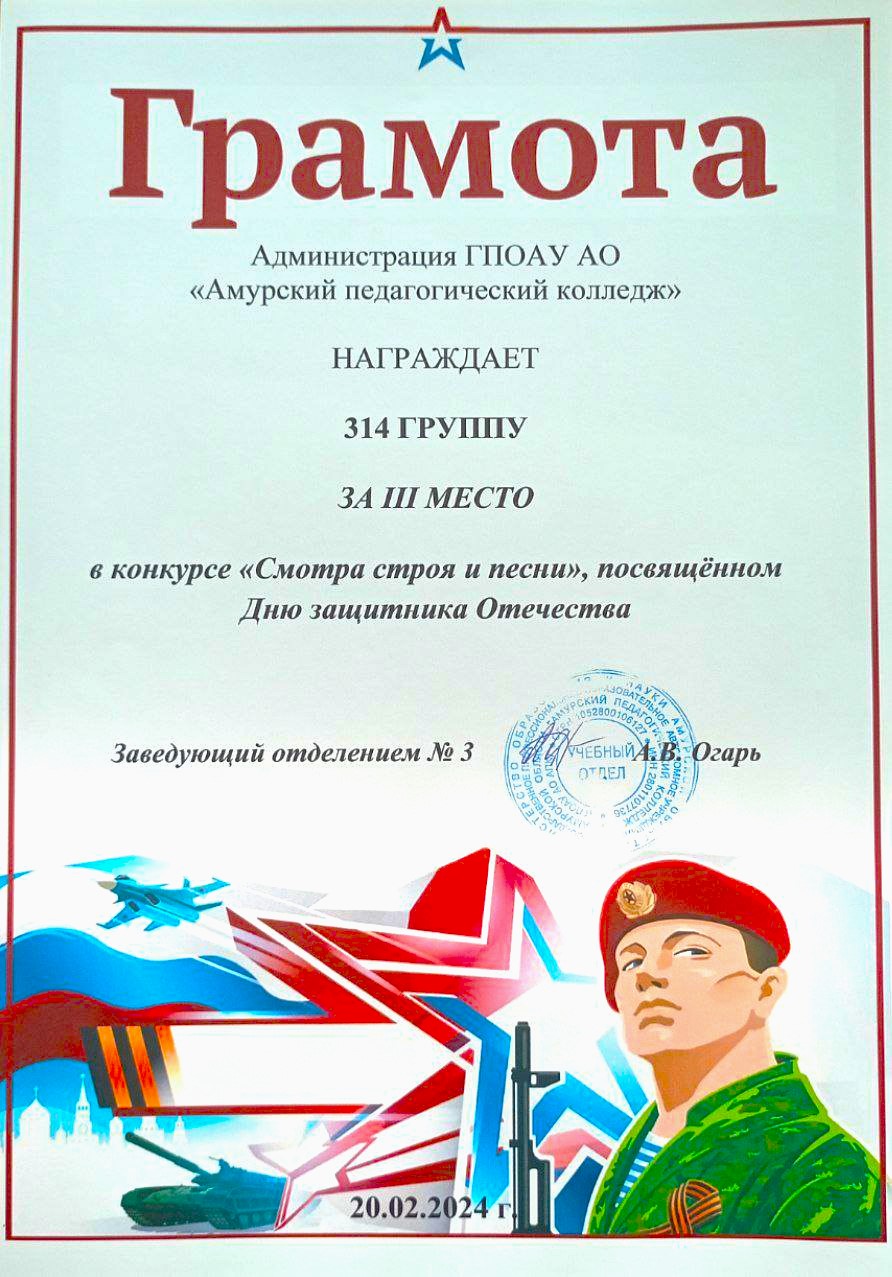 Грамота
Администрация ГПОАУ АО
«Амурский педагогический колледж»
НАГРАЖДАЕТ
314 ГРУППУ
ЗА III МЕСТО
в конкурсе «Смотра строя и песни», посвящённом
Дню защитника Отечества
Заведующий отделением № 3 А.В. Огарь
УЧЕБНЫЙ
ОТДЕЛ
20.02.2024 г.